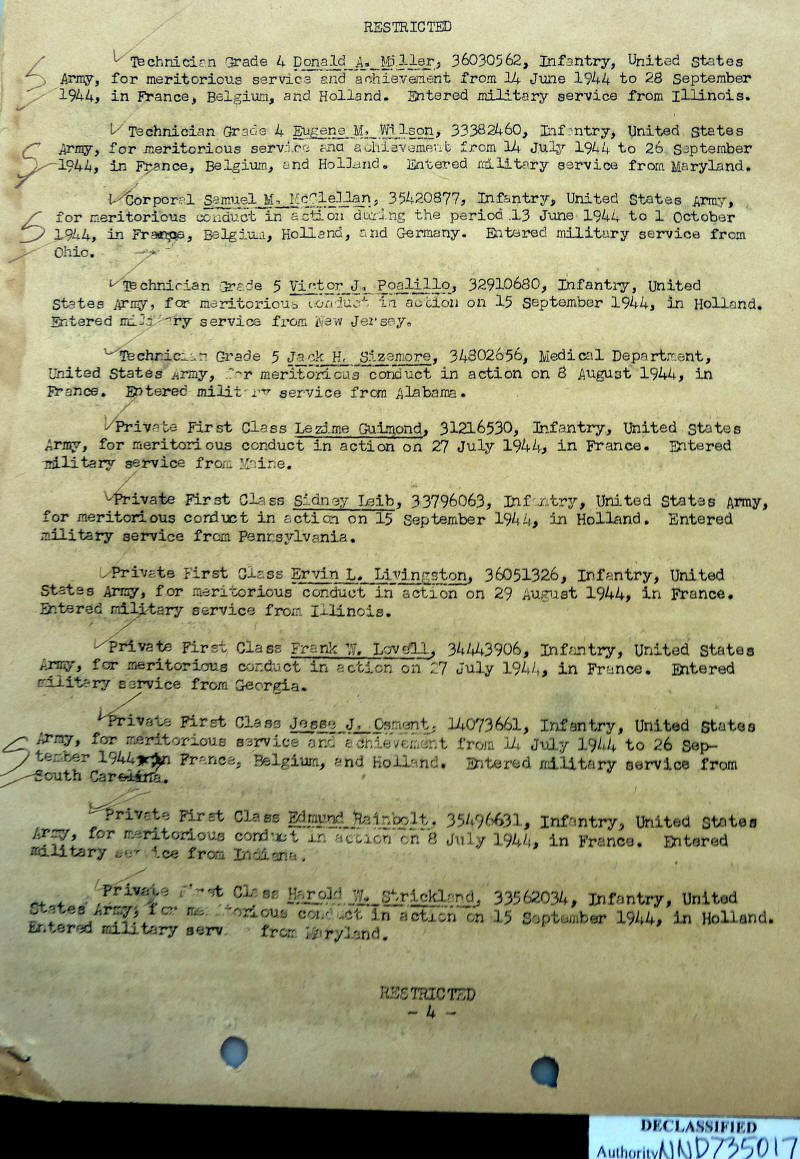 RESTRICTED
Technician Grade 4 Donald A. Miller, 36030562, Infantry, United States
Army, for meritorious service and achievement from 14 June 1944 to 28 September
1944, in France, Belgium, and Holland. Entered military service from Illinois.
Technician Grade 4 Eugene M. Wilson, 33382460, Infantry, United States
Army, for meritorious service and achievement from 14 July 1944 to 26 September
1944, in France, Belgium, and Holland. Entered military service from Maryland.
Corporal Samuel M. McClellan, 35420877, Infantry, United States Army,
for meritorious conduct in action during the period 13 June 1944 to 1 October
1944, in France, Belgium, Holland, and Germany. Entered military service from
Ohio.
Technician Grade 5 Victor J. Poalillo, 32910680, Infantry, United
States Army, for meritorious conduct in action on 15 September 1944, in Holland.
Entered military service from New Jersey.
Technician Grade 5 Jack H. Sizemore, 34802656, Medical Department,
United States Army, for meritorious conduct in action on 8 August 1944, in
France. Entered military service from Alabama.
Private First Class Lezime Guimond, 31216530, Infantry, United States
Army, for meritorious conduct in action on 27 July 1944, in France. Entered
military service from Maine.
Private First Class Sidney Leib, 33796063, Infantry, United States Army,
for meritorious conduct in action on 15 September 1944, in Holland. Entered
military service from Pennsylvania.
Private First Class Ervin L. Livingston, 36051326, Infantry, United
States Army, for meritorious conduct in action on 29 August 1944, in France.
Entered military service from Illinois.
Private First Class Frank W. Lovell, 34443906, Infantry, United States
Army, for meritorious conduct in action on 27 July 1944, in France. Entered
military service from Georgia.
Private First Class Jesse J. Osment, 14073661, Infantry, United States
Army, for meritorious service and achievement from 14 July 1944 to 26 Sep-
tember 1944, in France, Belgium, and Holland. Entered military service from
South Carolina.
Private First Class Edmund Rainbolt, 35496631, Infantry, United States
Army, for meritorious conduct in action on 8 July 1944, in France. Entered
military service from Indiana.
Private First Class Harold W. Strickland, 33562034, Infantry, United
States Army, for meritorious conduct in action on 15 September 1944, in Holland.
Entered military serv from Maryland.
RESTRICTED
- 4 -
DECLASSIFIED
Authority NND735017